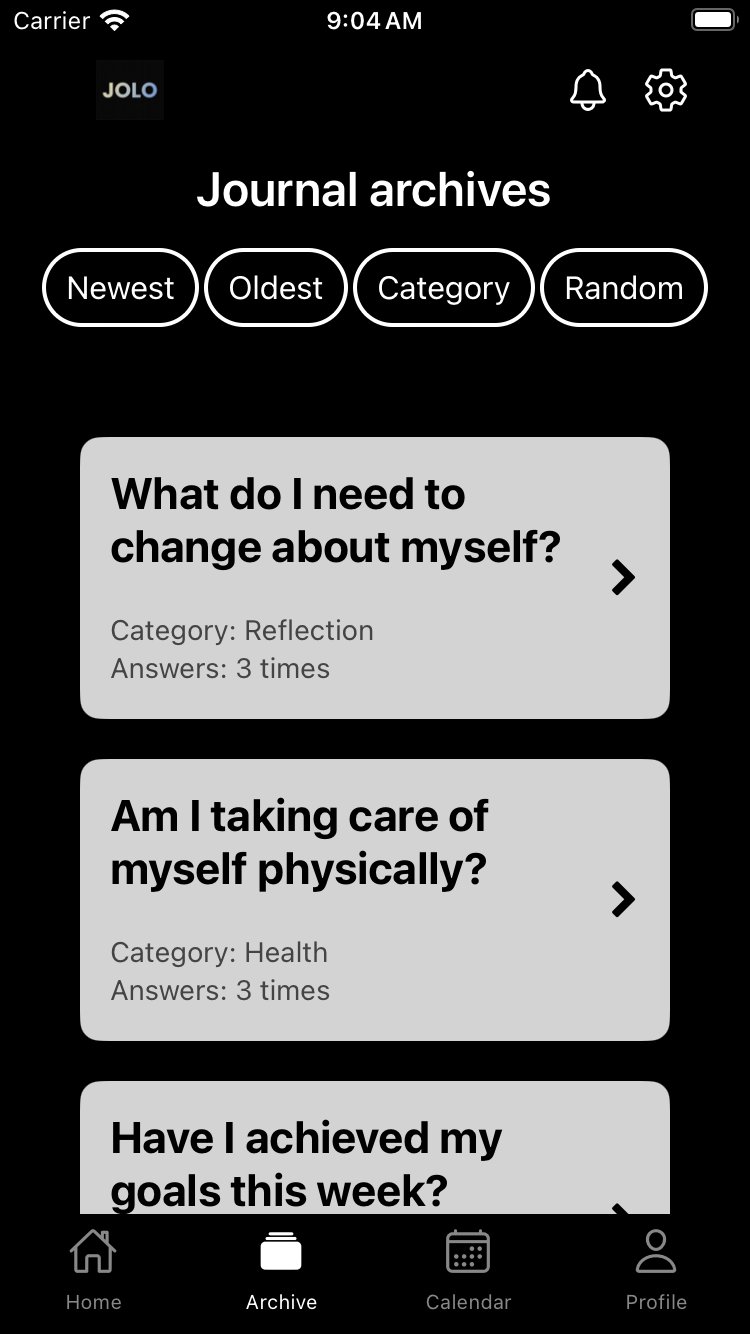 Carrier 9:04 AM
JOLO
Journal archives
Newest Oldest Category Random
What do I need to
change about myself?
Category: Reflection
Answers: 3 times
Am I taking care of
myself physically?
Category: Health
Answers: 3 times
Have I achieved my
goals this week?
Home Archive Calendar Profile